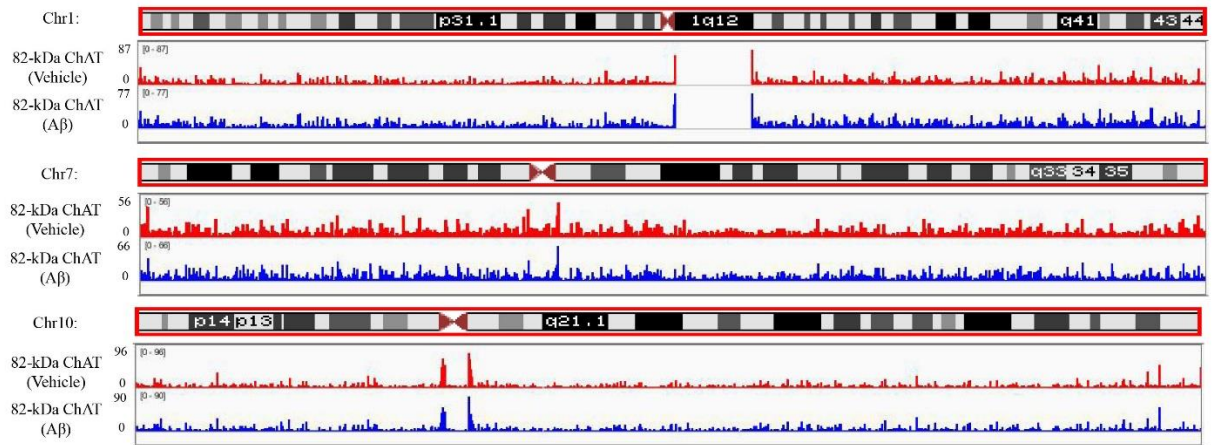 Chr1:
p31.1 1q12 q41 43 44
82-kDa ChAT
(Vehicle)
87
0
[0 - 87]
82-kDa ChAT
(Aβ)
77
0
[0 - 77]
Chr7:
q33 34 35
82-kDa ChAT
(Vehicle)
56
0
[0 - 56]
82-kDa ChAT
(Aβ)
66
0
[0 - 66]
Chr10:
p14 p13 q21.1
82-kDa ChAT
(Vehicle)
96
0
[0 - 96]
82-kDa ChAT
(Aβ)
90
0
[0 - 90]